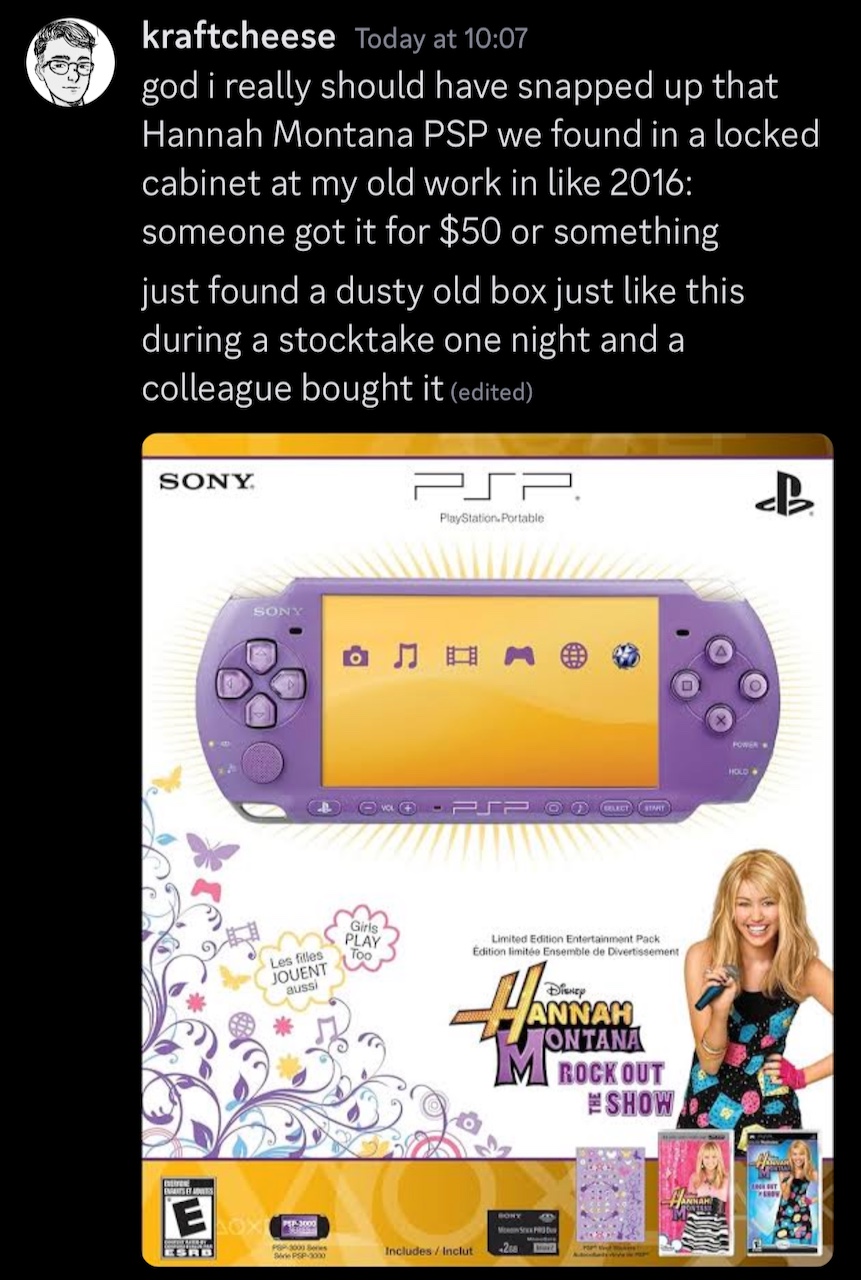 kraftcheese Today at 10:07
god i really should have snapped up that
Hannah Montana PSP we found in a locked
cabinet at my old work in like 2016:
someone got it for $50 or something
just found a dusty old box just like this
during a stocktake one night and a
colleague bought it (edited)
SONY
PSP
PlayStation Portable
SONY
POWER
HOLD
VOL
PSP
SELECT
START
Girls
PLAY
Too
Les filles
JOUENT
aussi
Limited Edition Entertainment Pack
Édition limitée Ensemble de Divertissement
Disney
HANNAH
MONTANA
ROCK OUT
THE SHOW
EVERYONE
E
ESRB
PSP-3000
PSP-3000 Series
Série PSP-3000
Includes / Inclut
SONY
2GB
HANNAH
MONTANA
HANNAH